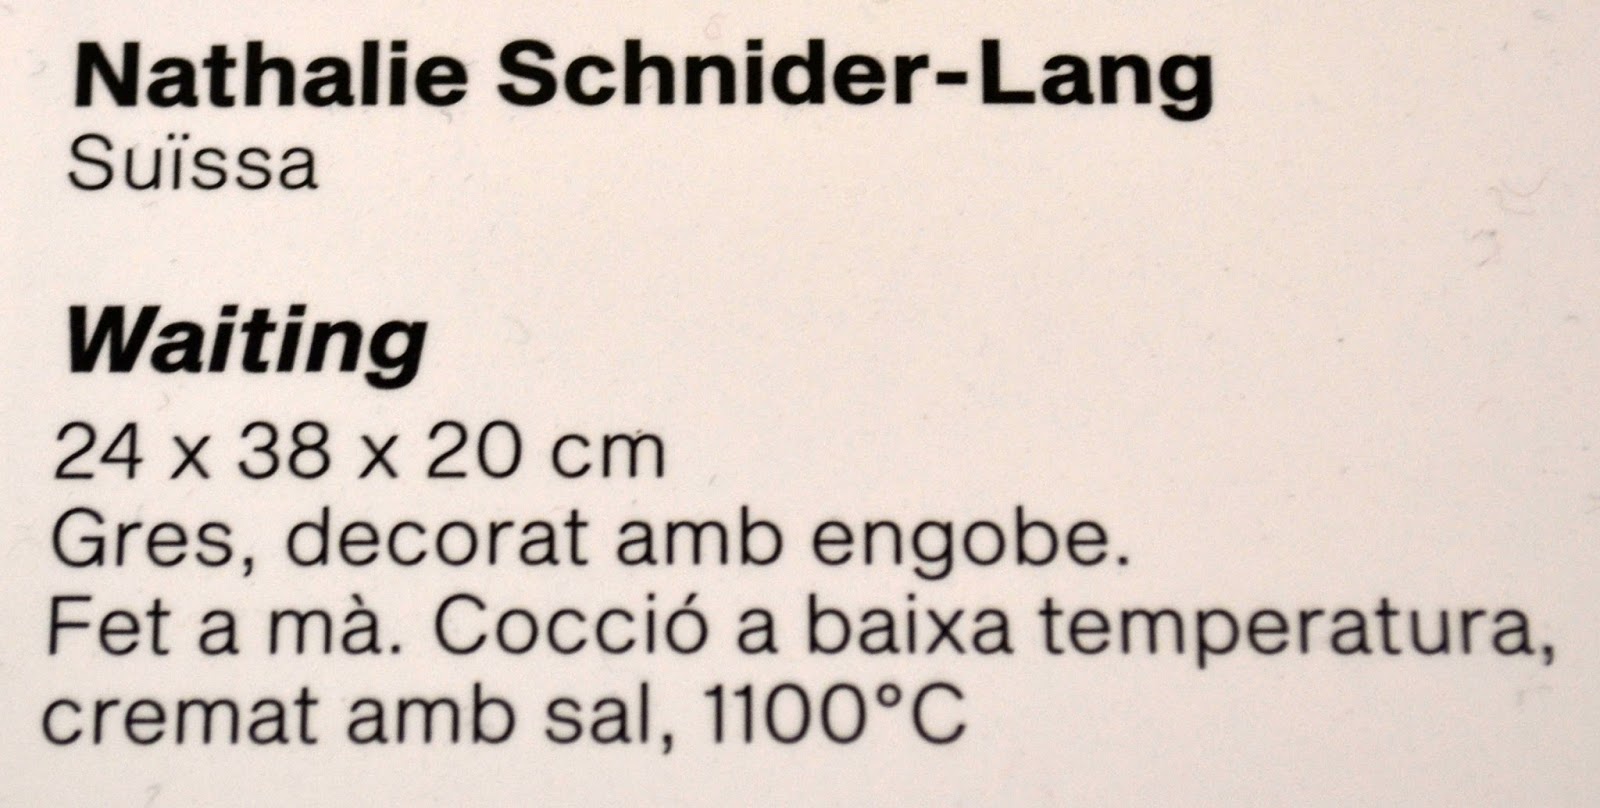 Nathalie Schnider-Lang
Suïssa
Waiting
24 x 38 x 20 cm
Gres, decorat amb engobe.
Fet a mà. Cocció a baixa temperatura,
cremat amb sal, 1100°C